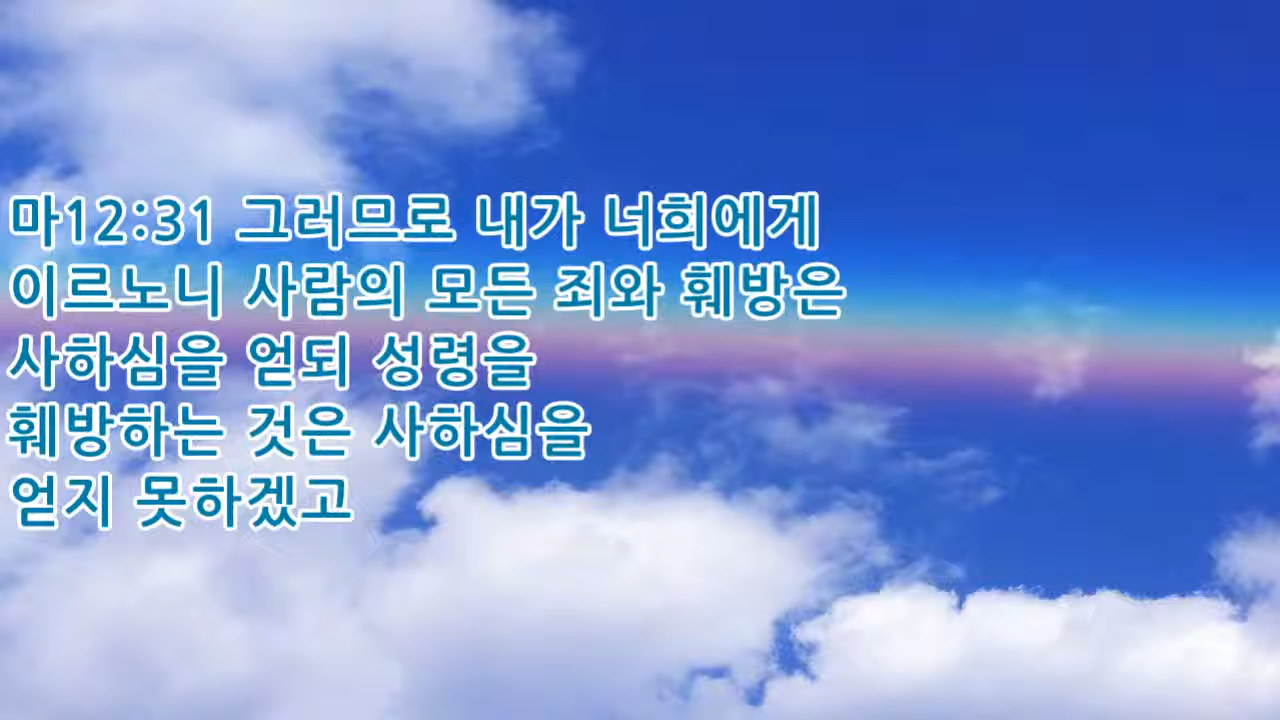 마12:31 그러므로 내가 너희에게
이르노니 사람의 모든 죄와 훼방은
사하심을 얻되 성령을
훼방하는 것은 사하심을
얻지 못하겠고